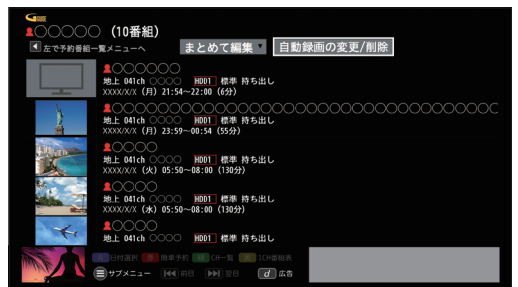 G GUIDE
○○○○○ (10番組)
左で予約番組一覧メニューへ
まとめて編集
自動録画の変更/削除
○○○○○○○
地上 041ch ○○○○ HDD1 標準 持ち出し
XXXX/X/X (月) 21:54~22:00 (6分)
○○○○○○○○○○○○○○○○○○○○○○○○○○○○○○○○○○○
地上 041ch ○○○○ HDD1 標準 持ち出し
XXXX/X/X (月) 23:59~00:54 (55分)
○○○○
地上 041ch ○○○○ HDD1 標準 持ち出し
XXXX/X/X (火) 05:50~08:00 (130分)
○○○○
地上 041ch ○○○○ HDD1 標準 持ち出し
XXXX/X/X (水) 05:50~08:00 (130分)
○○○○
地上 041ch ○○○○ HDD1 標準 持ち出し
青 日付選択 赤 簡単予約 緑 CH一覧 黄 1CH番組表
サブメニュー 前日 翌日 d 広告